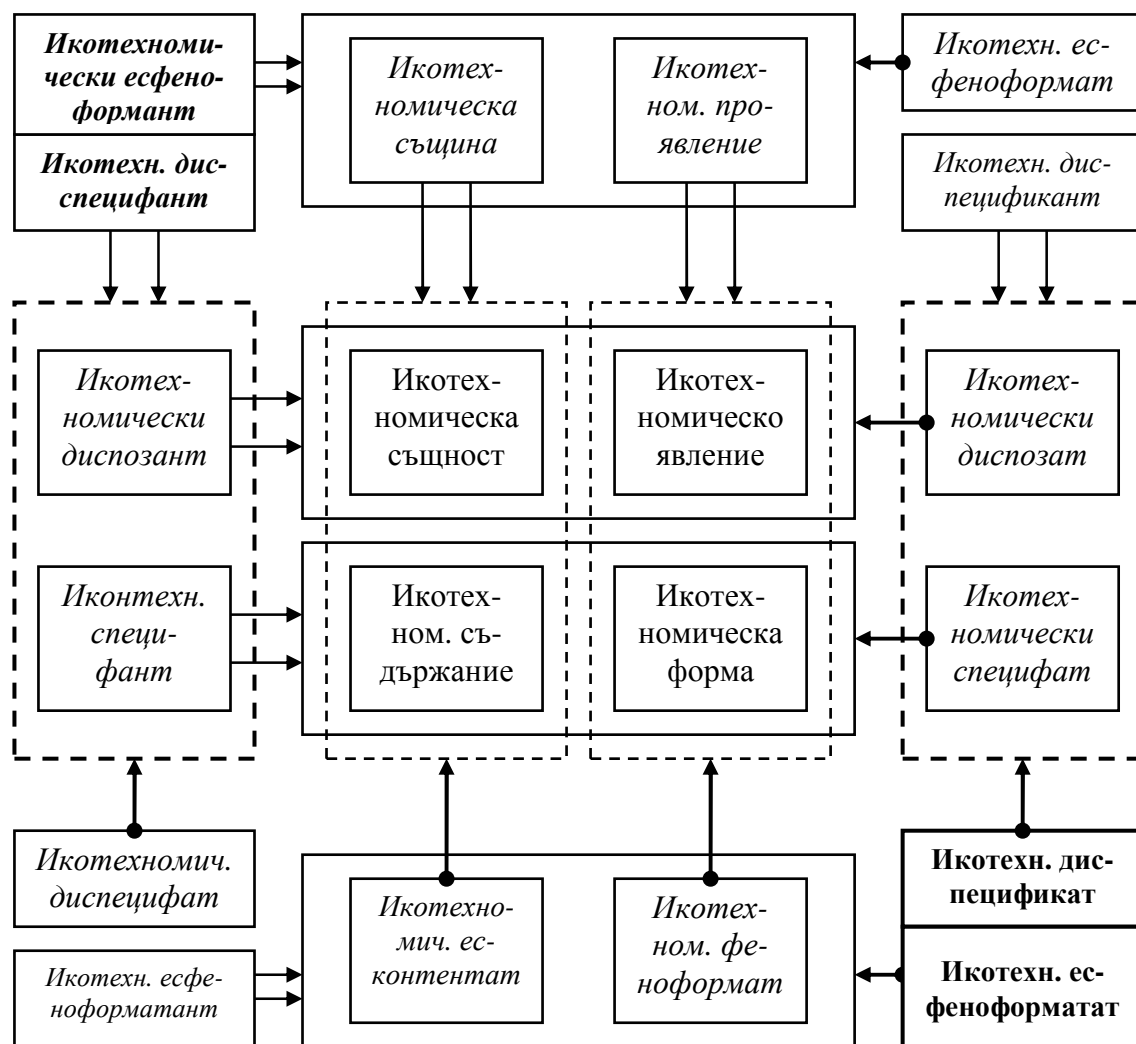 Икотехноми-
чески есфено-
формант
Икотехн. дис-
специфант
Икотех-
номическа
същина
Икотех-
ном. про-
явление
Икотехн. ес-
феноформат
Икотехн. дис-
пецификант
Икотех-
номически
диспозант
Икотех-
номическа
същност
Икотех-
номическо
явление
Икотех-
номически
диспозат
Иконтехн.
специ-
фант
Икотех-
ном. съ-
държание
Икотех-
номическа
форма
Икотех-
номически
специфат
Икотехномич.
диспецифат
Икотехно-
мич. ес-
контентат
Икотех-
ном. фе-
ноформат
Икотехн. дис-
пецификат
Икотехн. есфе-
ноформатант
Икотехн. ес-
феноформатат